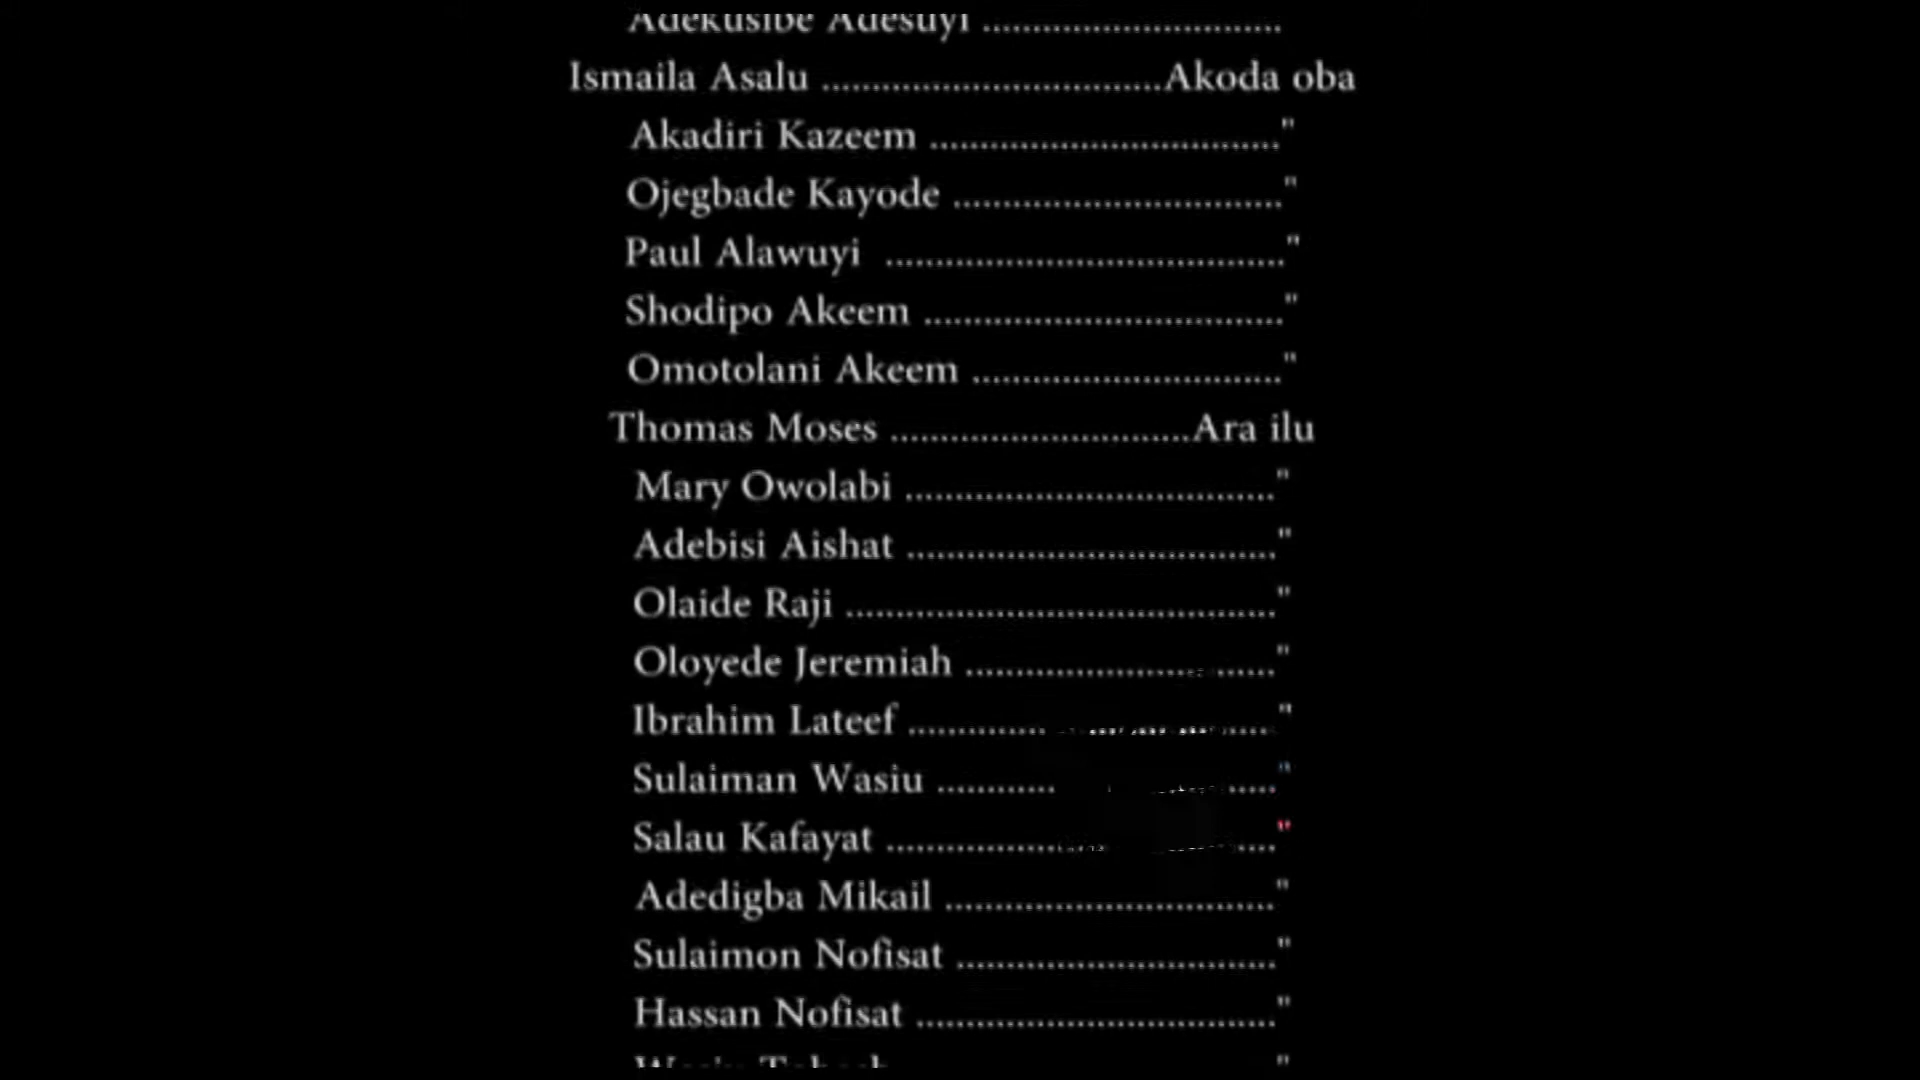 Adekusibe Adesuyi ..............................
Ismaila Asalu ..................................Akoda oba
Akadiri Kazeem ..................................."
Ojegbade Kayode ................................."
Paul Alawuyi ........................................"
Shodipo Akeem ...................................."
Omotolani Akeem ..............................."
Thomas Moses ..............................Ara ilu
Mary Owolabi ....................................."
Adebisi Aishat ....................................."
Olaide Raji ..........................................."
Oloyede Jeremiah ..............................."
Ibrahim Lateef ....................................."
Sulaiman Wasiu .................................."
Salau Kafayat ......................................."
Adedigba Mikail ................................."
Sulaimon Nofisat ................................"
Hassan Nofisat ...................................."